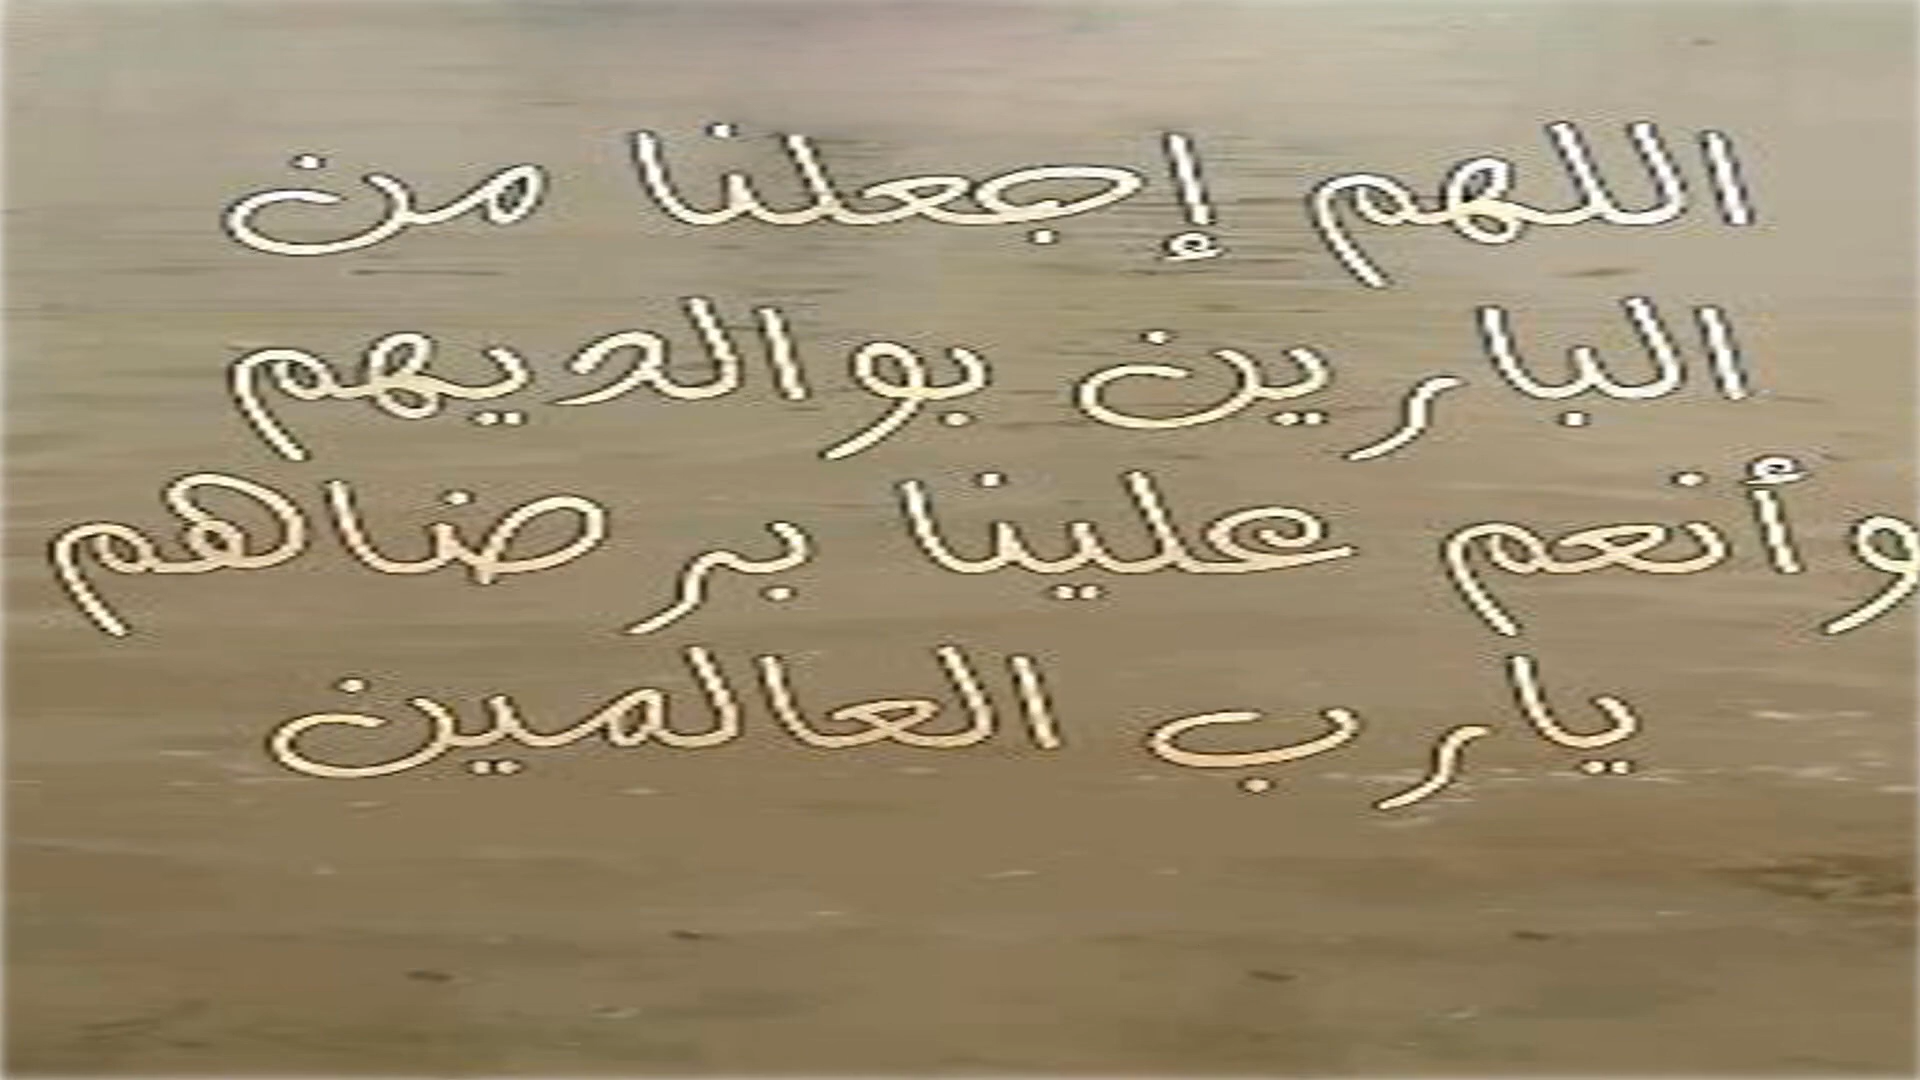 اللهم إجعلنا من
البارين بوالديهم
وأنعم علينا برضاهم
يارب العالمين